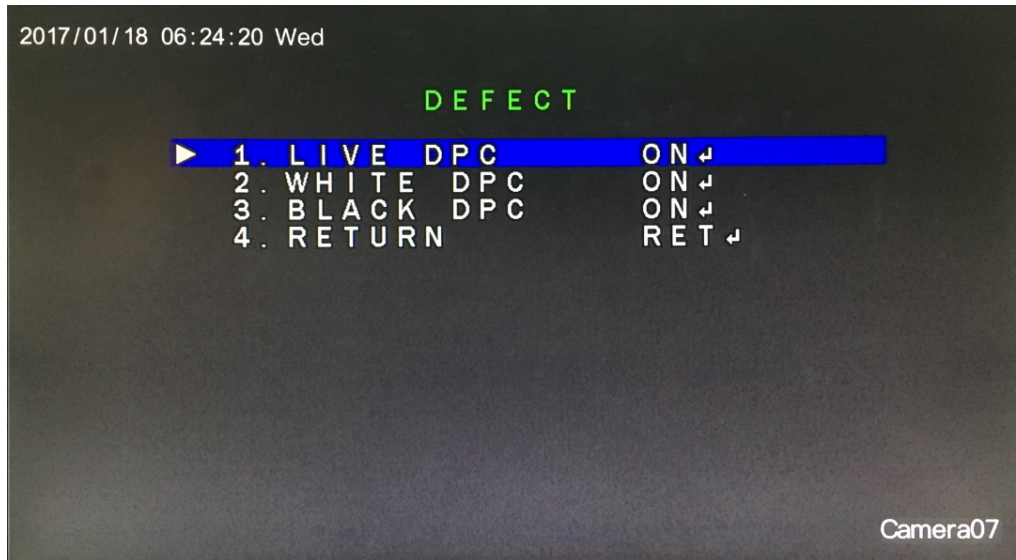 2017/01/18 06:24:20 Wed
DEFECT
1. LIVE DPC ON↲
2. WHITE DPC ON↲
3. BLACK DPC ON↲
4. RETURN RET↲
Camera07